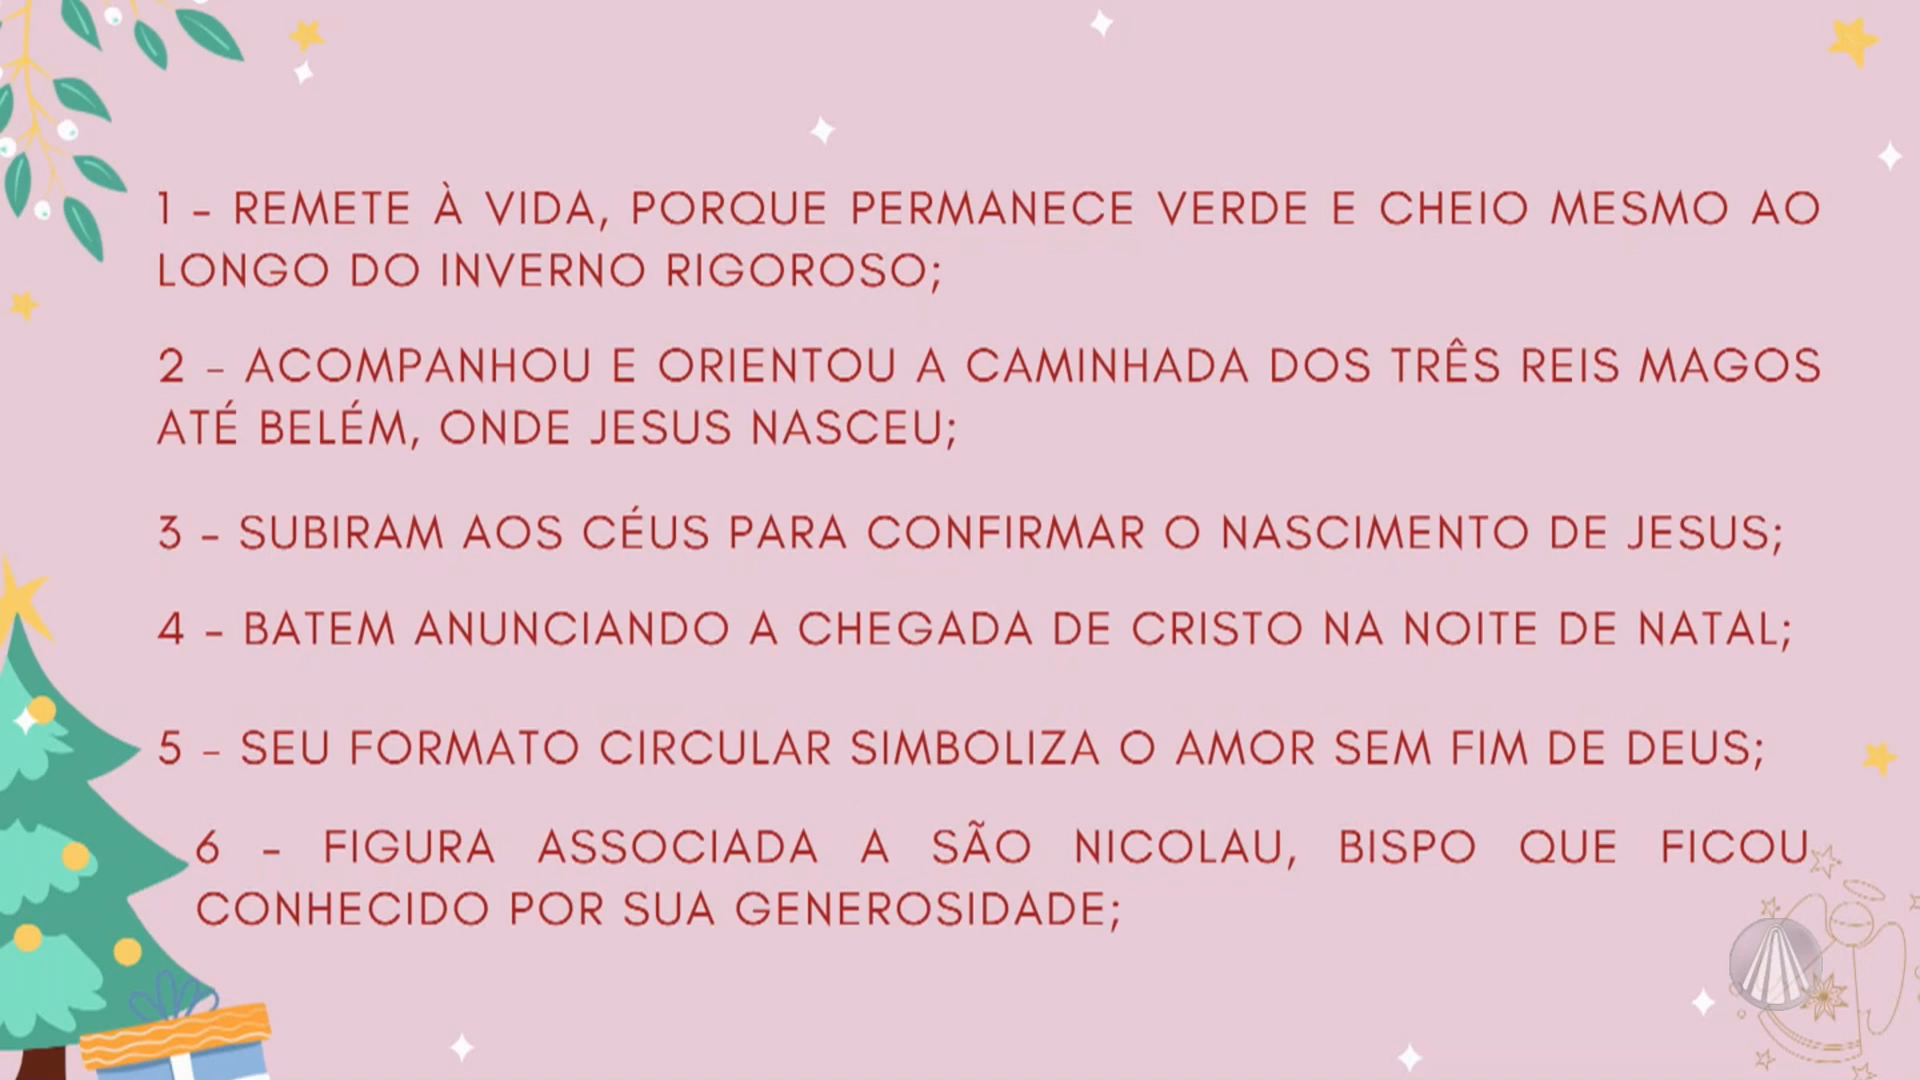 1 - REMETE À VIDA, PORQUE PERMANECE VERDE E CHEIO MESMO AO
LONGO DO INVERNO RIGOROSO;
2 - ACOMPANHOU E ORIENTOU A CAMINHADA DOS TRÊS REIS MAGOS
ATÉ BELÉM, ONDE JESUS NASCEU;
3 - SUBIRAM AOS CÉUS PARA CONFIRMAR O NASCIMENTO DE JESUS;
4 - BATEM ANUNCIANDO A CHEGADA DE CRISTO NA NOITE DE NATAL;
5 - SEU FORMATO CIRCULAR SIMBOLIZA O AMOR SEM FIM DE DEUS;
6 - FIGURA ASSOCIADA A SÃO NICOLAU, BISPO QUE FICOU
CONHECIDO POR SUA GENEROSIDADE;